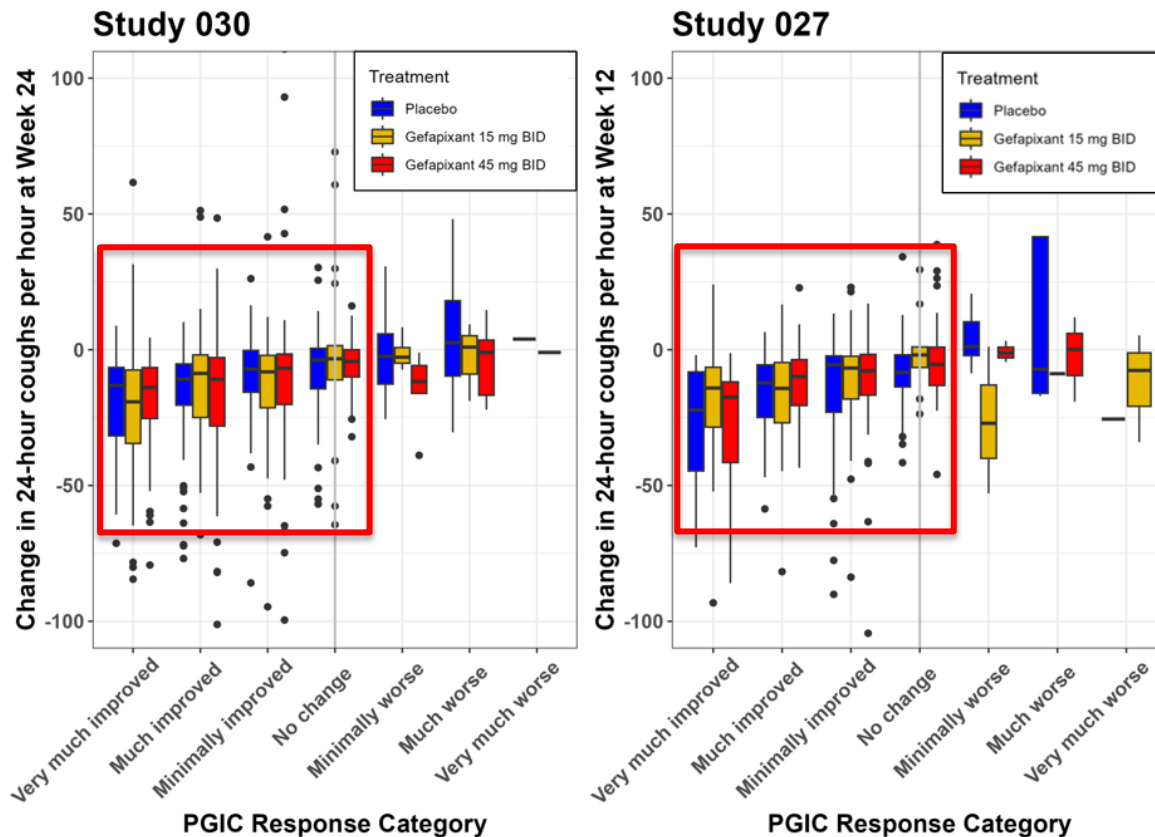 Study 030
Change in 24-hour coughs per hour at Week 24
100
50
0
-50
-100
Treatment
Placebo
Gefapixant 15 mg BID
Gefapixant 45 mg BID
Very much improved
Much improved
Minimally improved
No change
Minimally worse
Much worse
Very much worse
PGIC Response Category
Study 027
Change in 24-hour coughs per hour at Week 12
100
50
0
-50
-100
Treatment
Placebo
Gefapixant 15 mg BID
Gefapixant 45 mg BID
Very much improved
Much improved
Minimally improved
No change
Minimally worse
Much worse
Very much worse
PGIC Response Category